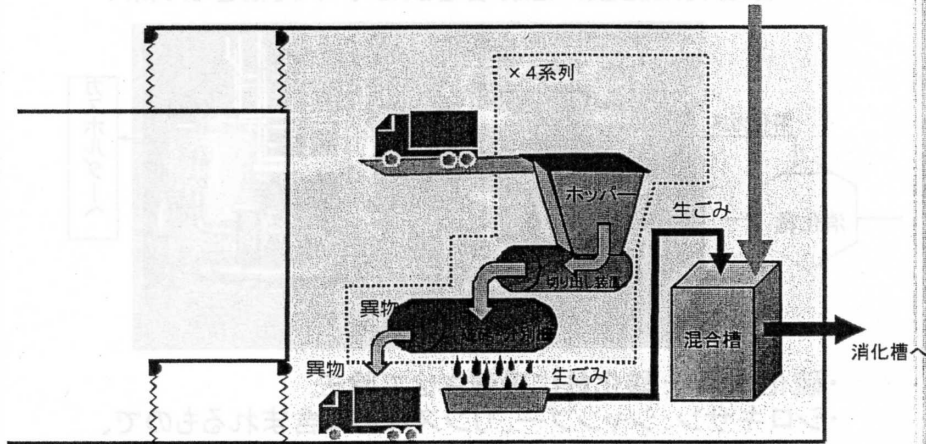 ×4系列
ホッパー
生ごみ
切り出し装置
異物
混合槽
消化槽へ
異物
生ごみ